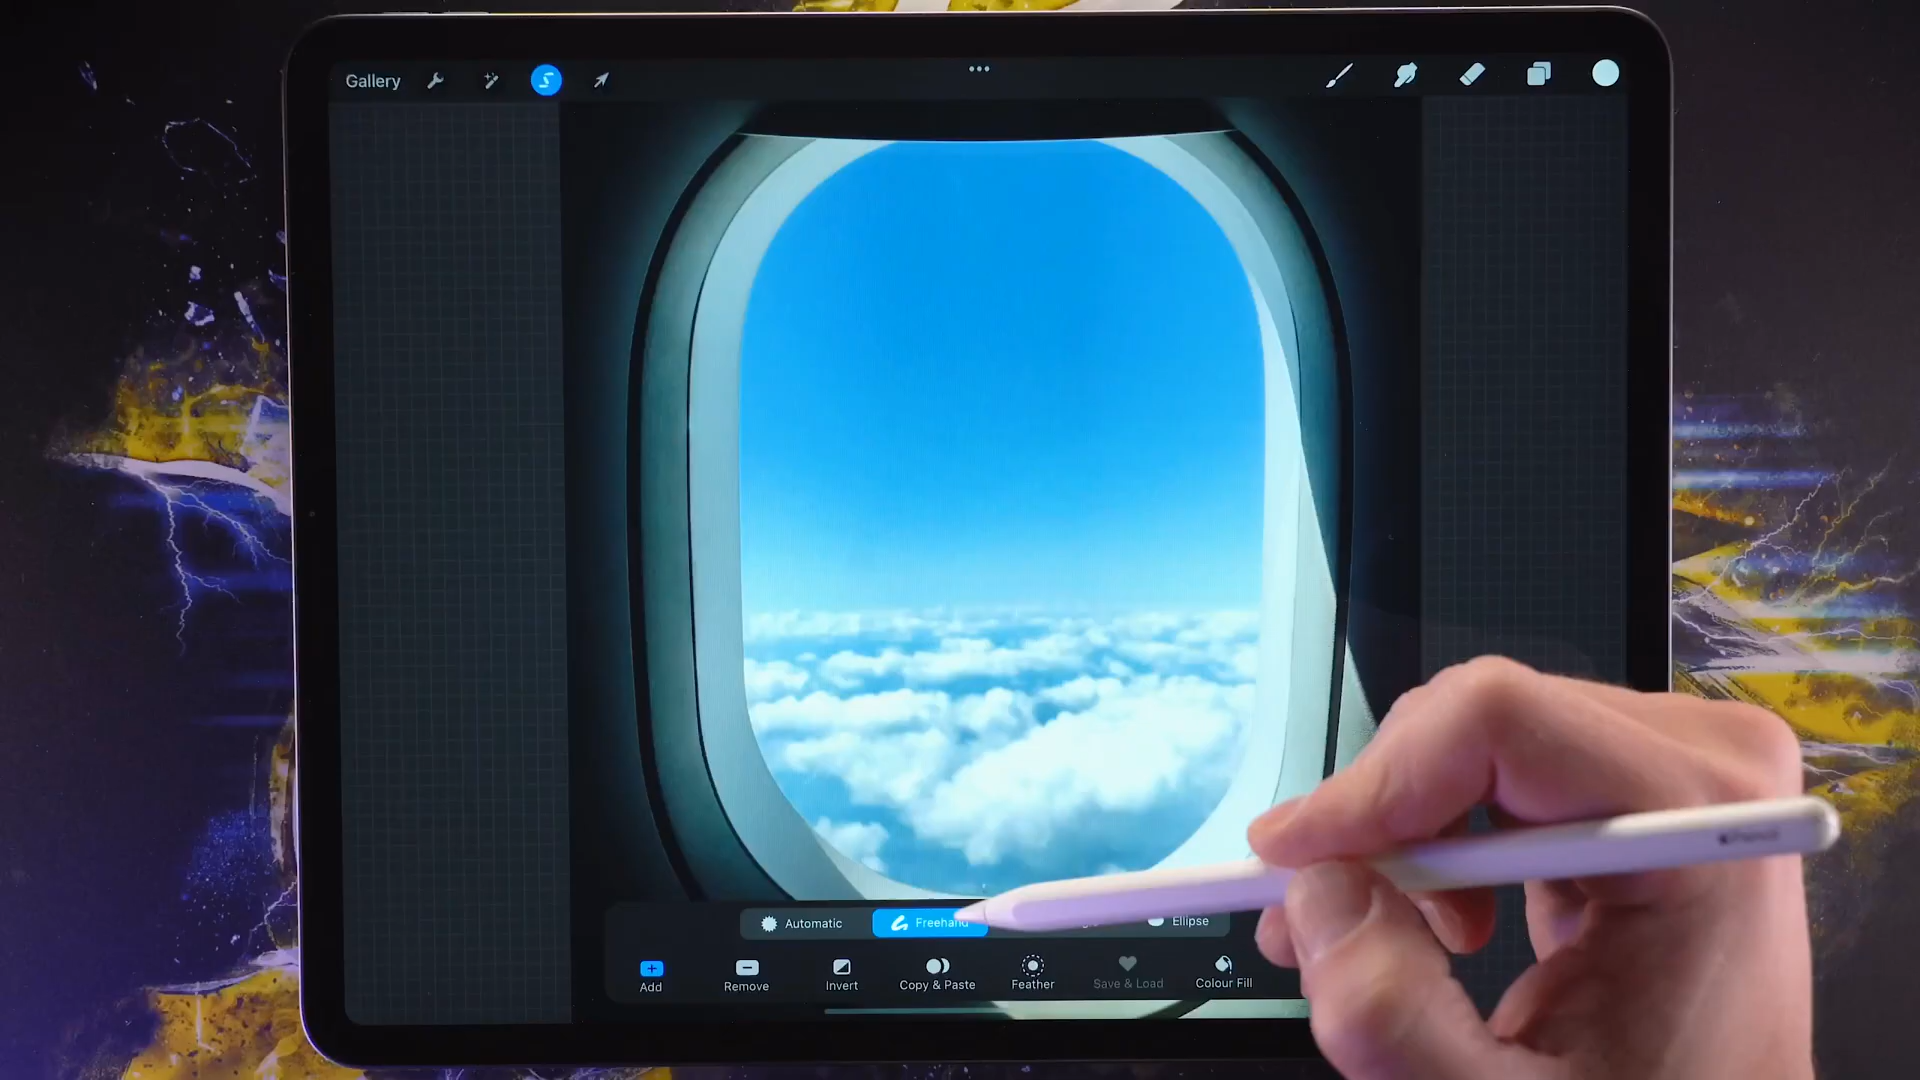 Gallery
Automatic
Freehand
Ellipse
Add
Remove
Invert
Copy & Paste
Feather
Save & Load
Colour Fill